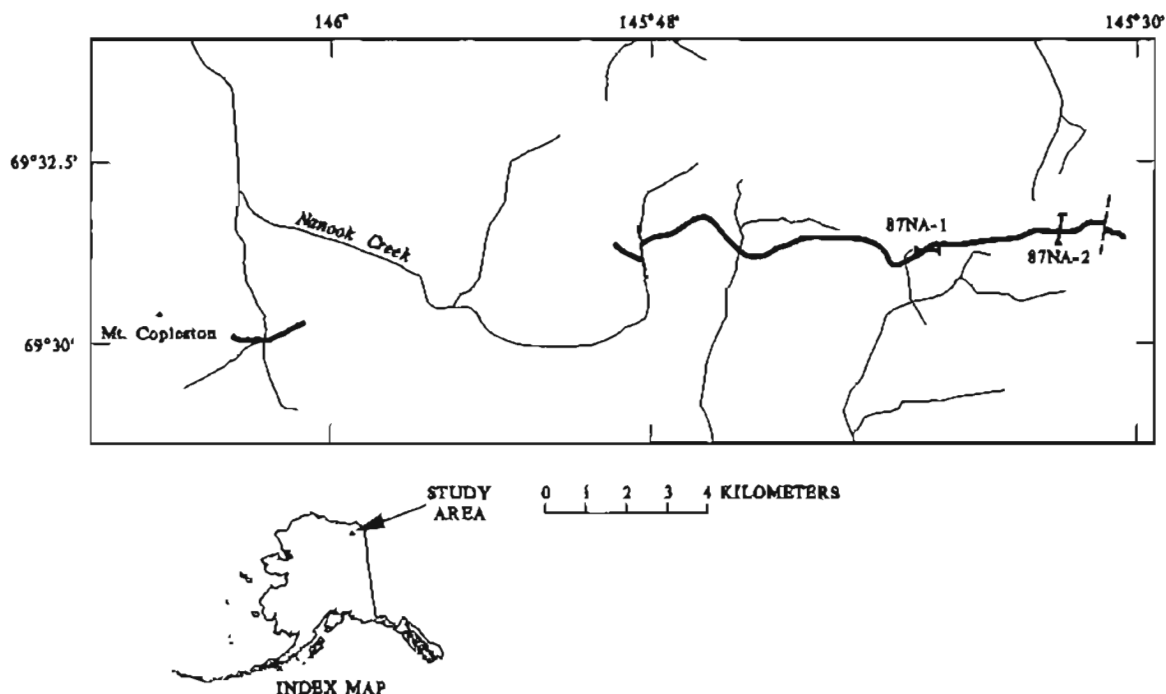 146°
145°48'
145°30'
69°32.5'
Nanook Creek
87NA-1
87NA-2
Mt. Copleston
69°30'
STUDY
AREA
0 1 2 3 4 KILOMETERS
INDEX MAP